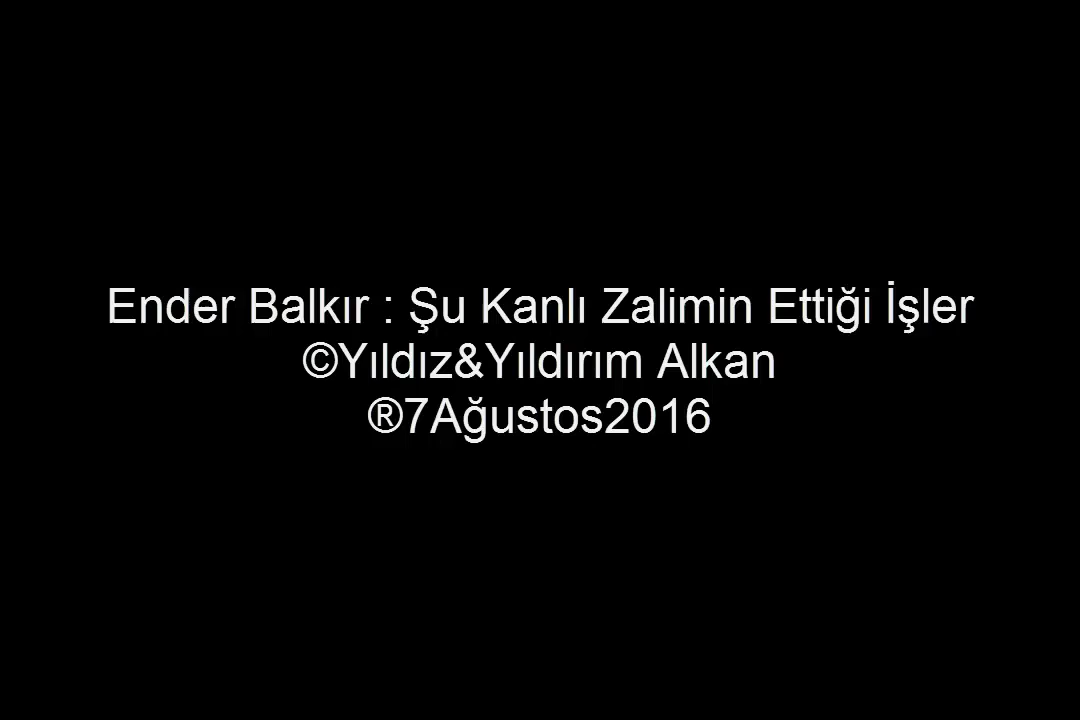 Ender Balkır : Şu Kanlı Zalimin Ettiği İşler
©Yıldız&Yıldırım Alkan
®7Ağustos2016